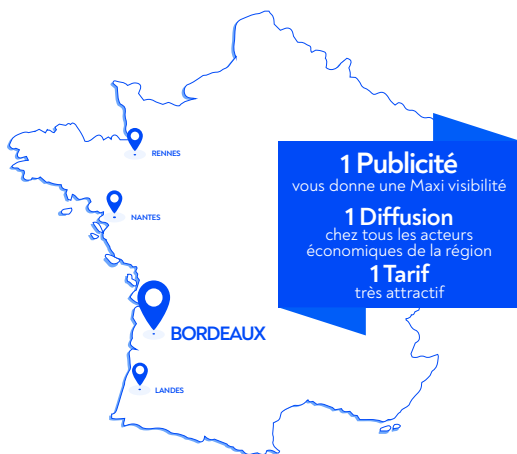 RENNES
1 Publicité
vous donne une Maxi visibilité
NANTES
1 Diffusion
chez tous les acteurs
économiques de la région
1 Tarif
très attractif
BORDEAUX
LANDES